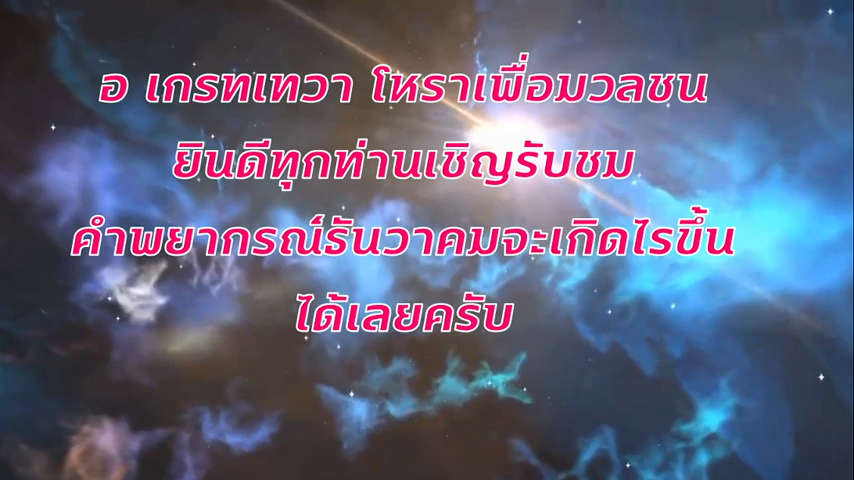 อ เกรทเทวา โหราเพื่อมวลชน
ยินดีทุกท่านเชิญรับชม
คำพยากรณ์รันวาคมจะเกิดไรขึ้น
ได้เลยครับ